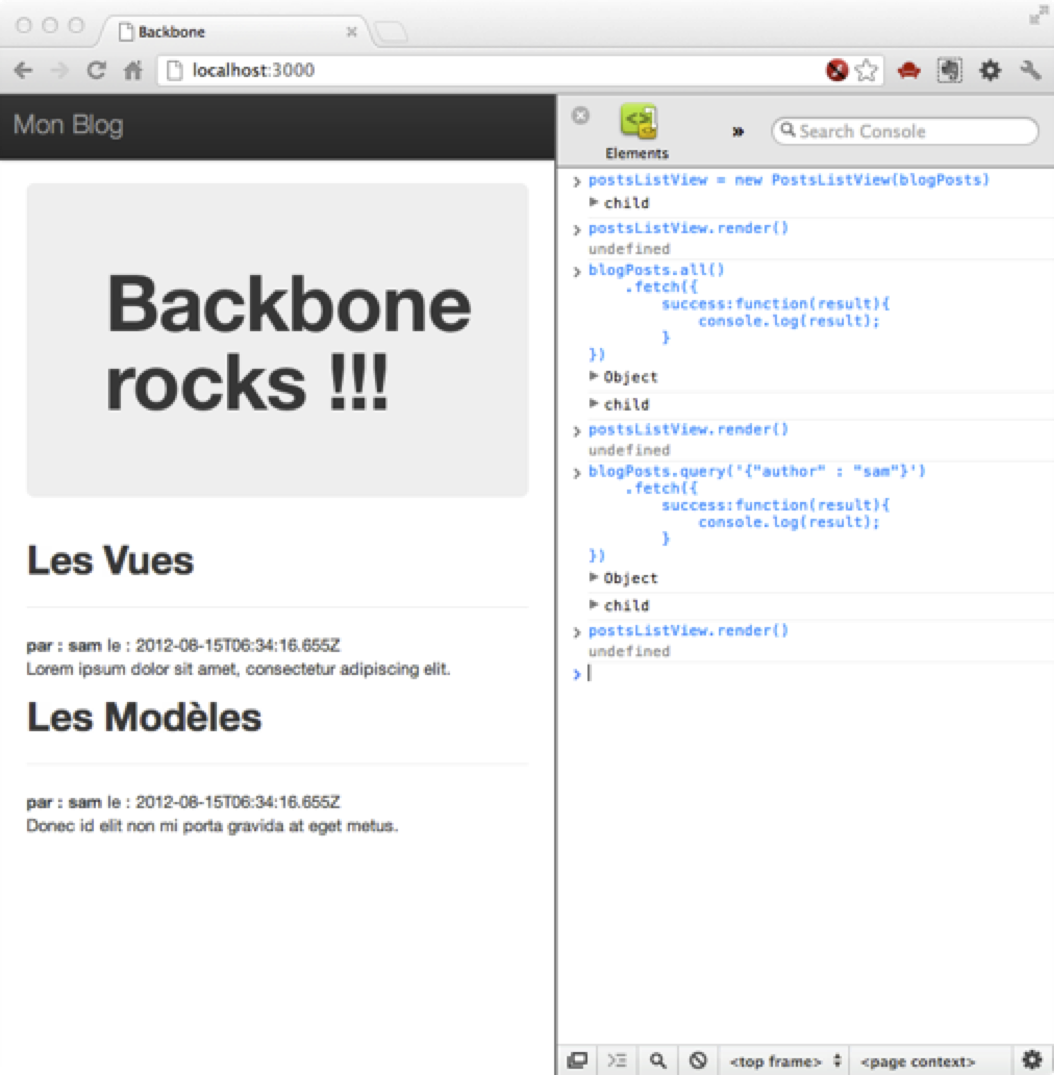 Backbone
localhost:3000
Mon Blog
Backbone
rocks !!!
Les Vues
par : sam le : 2012-08-15T06:34:16.655Z
Lorem ipsum dolor sit amet, consectetur adipiscing elit.
Les Modèles
par : sam le : 2012-08-15T06:34:16.655Z
Donec id elit non mi porta gravida at eget metus.
Elements
»
Search Console
> postsListView = new PostsListView(blogPosts)
▶ child
> postsListView.render()
undefined
> blogPosts.all()
.fetch({
success:function(result){
console.log(result);
}
})
▶ Object
▶ child
> postsListView.render()
undefined
> blogPosts.query('{"author" : "sam"}')
.fetch({
success:function(result){
console.log(result);
}
})
▶ Object
▶ child
> postsListView.render()
undefined
>
<top frame> <page context>